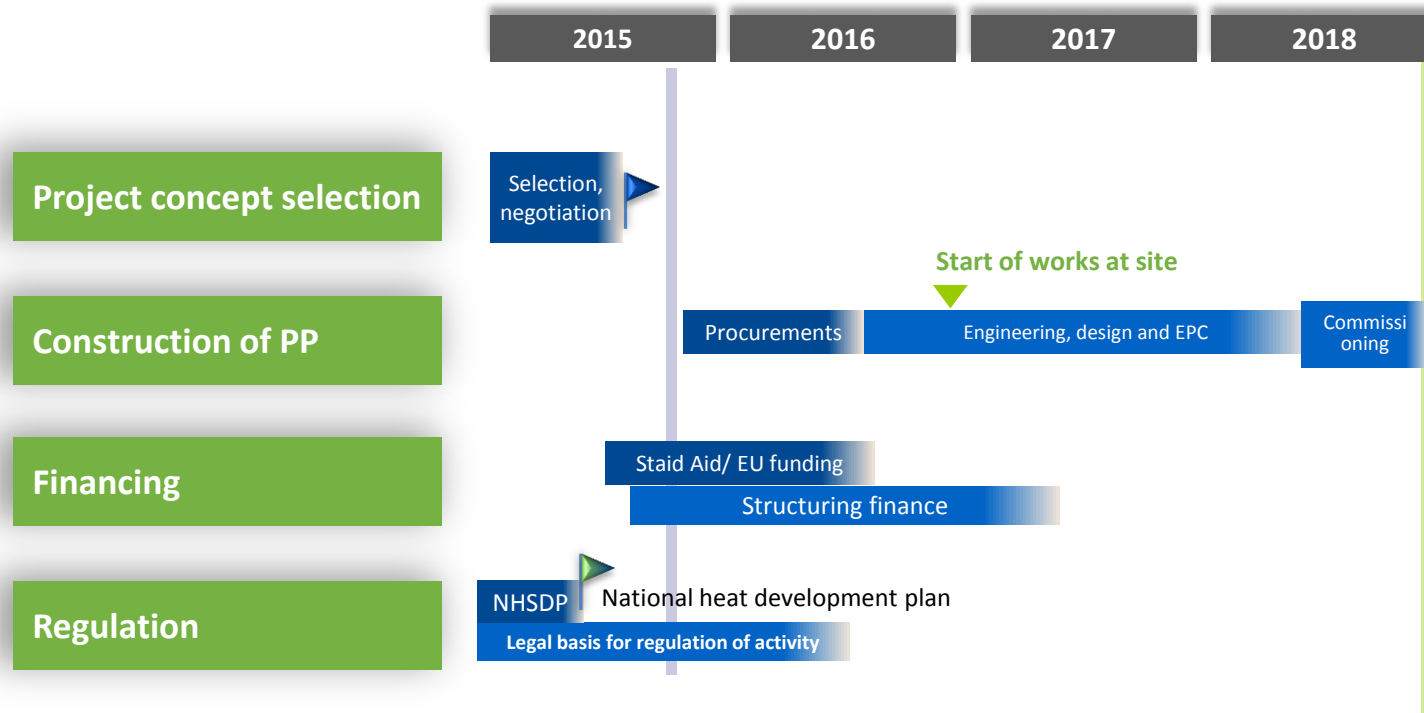 2015 2016 2017 2018
Project concept selection
Selection,
negotiation
Start of works at site
Construction of PP
Procurements
Engineering, design and EPC
Commissi
oning
Financing
Staid Aid/ EU funding
Structuring finance
Regulation
NHSDP
National heat development plan
Legal basis for regulation of activity